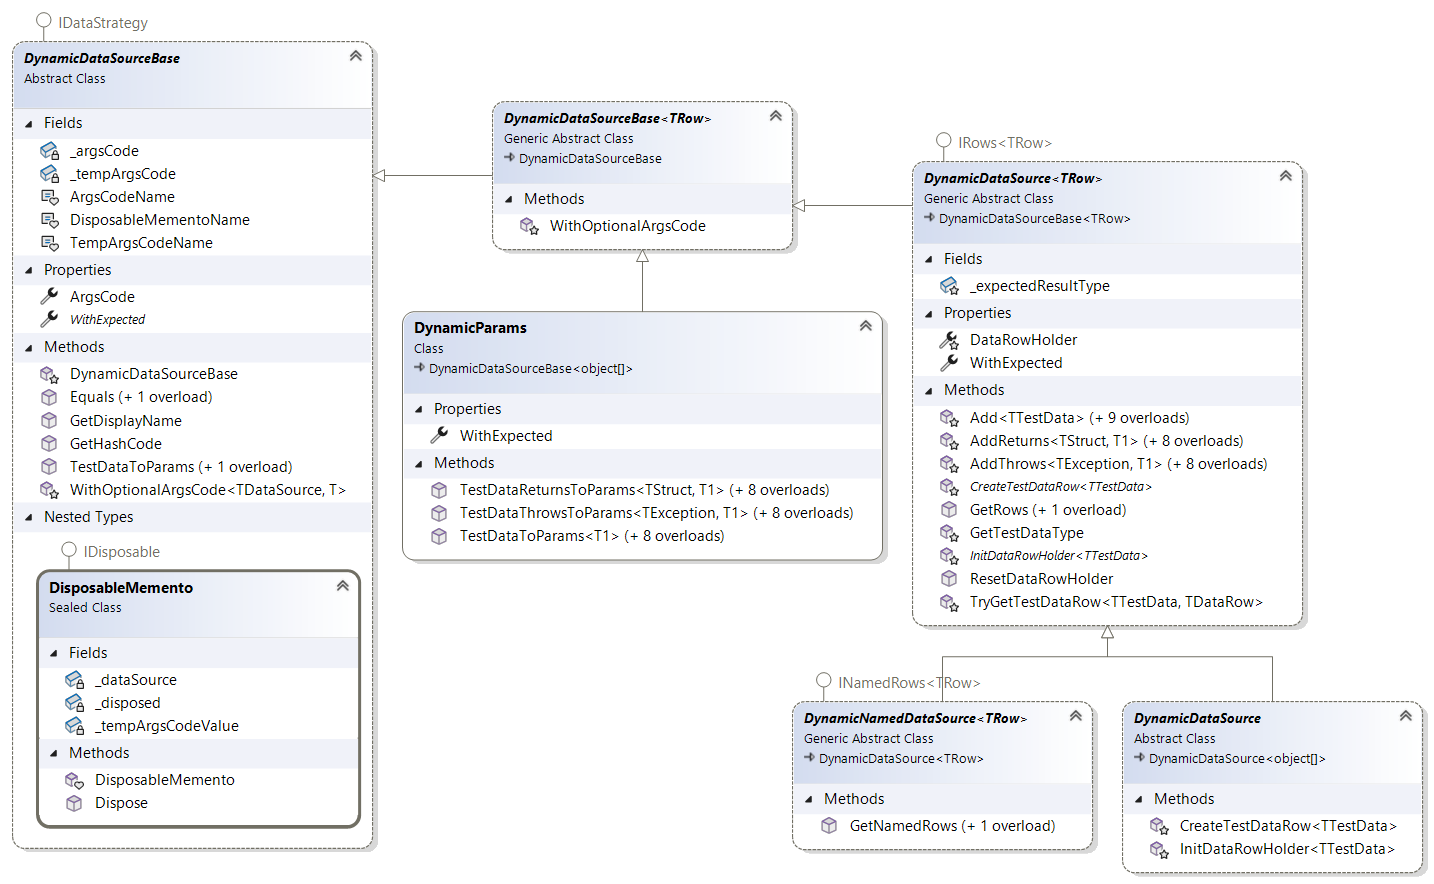 IDataStrategy
DynamicDataSourceBase
Abstract Class
Fields
_argsCode
_tempArgsCode
ArgsCodeName
DisposableMementoName
TempArgsCodeName
Properties
ArgsCode
WithExpected
Methods
DynamicDataSourceBase
Equals (+ 1 overload)
GetDisplayName
GetHashCode
TestDataToParams (+ 1 overload)
WithOptionalArgsCode<TDataSource, T>
Nested Types
IDisposable
DisposableMemento
Sealed Class
Fields
_dataSource
_disposed
_tempArgsCodeValue
Methods
DisposableMemento
Dispose
DynamicDataSourceBase<TRow>
Generic Abstract Class
DynamicDataSourceBase
Methods
WithOptionalArgsCode
DynamicParams
Class
DynamicDataSourceBase<object[]>
Properties
WithExpected
Methods
TestDataReturnsToParams<TStruct, T1> (+ 8 overloads)
TestDataThrowsToParams<TException, T1> (+ 8 overloads)
TestDataToParams<T1> (+ 8 overloads)
IRows<TRow>
DynamicDataSource<TRow>
Generic Abstract Class
DynamicDataSourceBase<TRow>
Fields
_expectedResultType
Properties
DataRowHolder
WithExpected
Methods
Add<TTestData> (+ 9 overloads)
AddReturns<TStruct, T1> (+ 8 overloads)
AddThrows<TException, T1> (+ 8 overloads)
CreateTestDataRow<TTestData>
GetRows (+ 1 overload)
GetTestDataType
InitDataRowHolder<TTestData>
ResetDataRowHolder
TryGetTestDataRow<TTestData, TDataRow>
INamedRows<TRow>
DynamicNamedDataSource<TRow>
Generic Abstract Class
DynamicDataSource<TRow>
Methods
GetNamedRows (+ 1 overload)
DynamicDataSource
Abstract Class
DynamicDataSource<object[]>
Methods
CreateTestDataRow<TTestData>
InitDataRowHolder<TTestData>